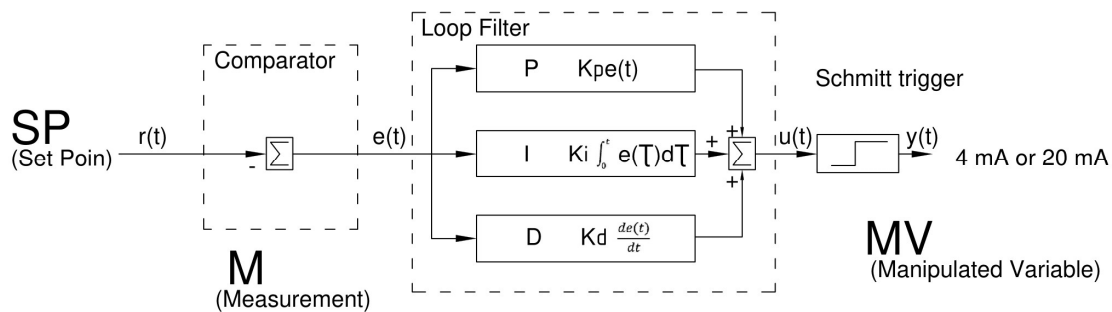 Loop Filter
Comparator
P Kpe(t)
Schmitt trigger
SP
(Set Poin)
r(t)
-
Σ
e(t)
I Ki ∫₀ᵗ e(τ)dτ
+
+
+
Σ
u(t)
y(t)
4 mA or 20 mA
D Kd de(t)/dt
M
(Measurement)
MV
(Manipulated Variable)